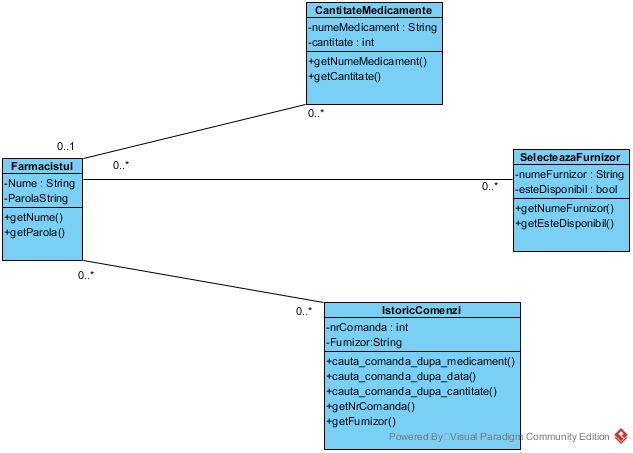 CantitateMedicamente
-numeMedicament : String
-cantitate : int
+getNumeMedicament()
+getCantitate()
0..*
0..1
Farmacistul
-Nume : String
-ParolaString
+getNume()
+getParola()
0..*
0..*
SelecteazaFurnizor
-numeFurnizor : String
-esteDisponibil : bool
+getNumeFurnizor()
+getEsteDisponibil()
0..*
0..*
IstoricComenzi
-nrComanda : int
-Furnizor:String
+cauta_comanda_dupa_medicament()
+cauta_comanda_dupa_data()
+cauta_comanda_dupa_cantitate()
+getNrComanda()
+getFurnizor()
Powered By Visual Paradigm Community Edition